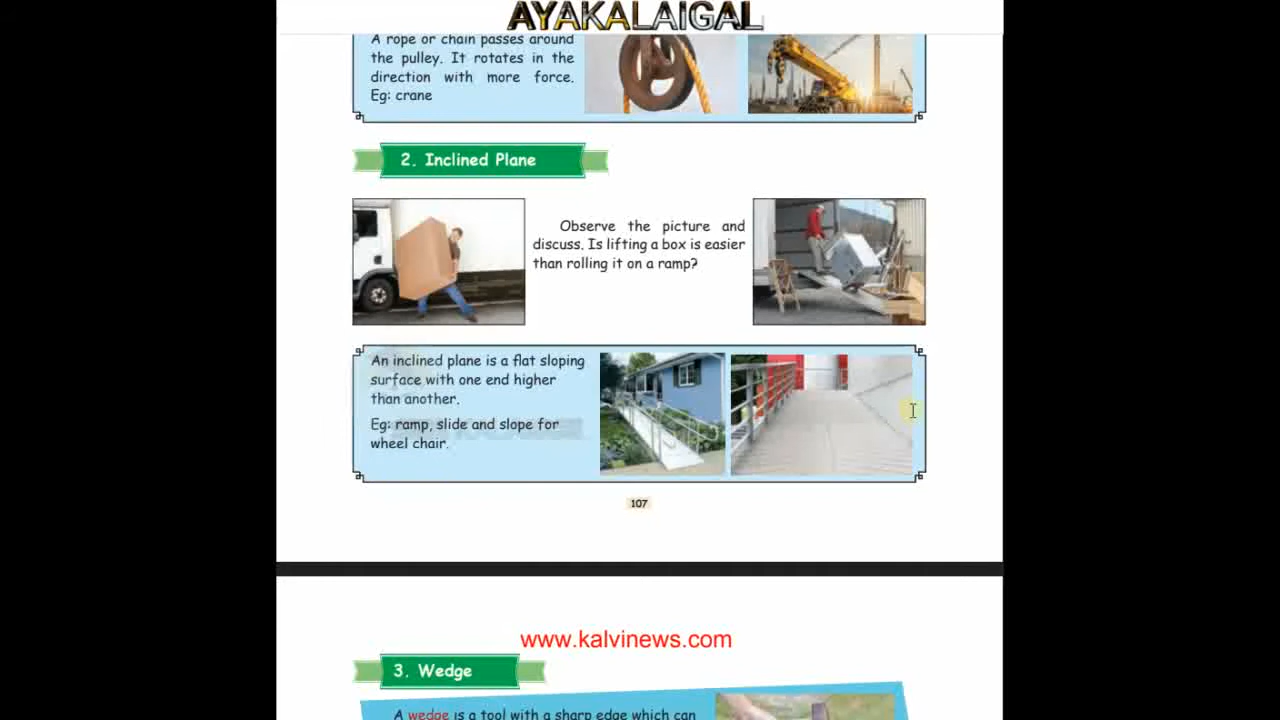 AYAKALAIGAL
A rope or chain passes around
the pulley. It rotates in the
direction with more force.
Eg: crane
2. Inclined Plane
Observe the picture and
discuss. Is lifting a box is easier
than rolling it on a ramp?
An inclined plane is a flat sloping
surface with one end higher
than another.
Eg: ramp, slide and slope for
wheel chair.
107
www.kalvinews.com
3. Wedge
A wedge is a tool with a sharp edge which can